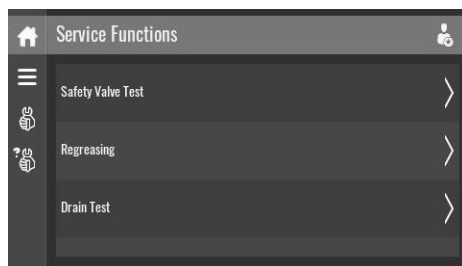 Service Functions
Safety Valve Test
?
Regreasing
Drain Test